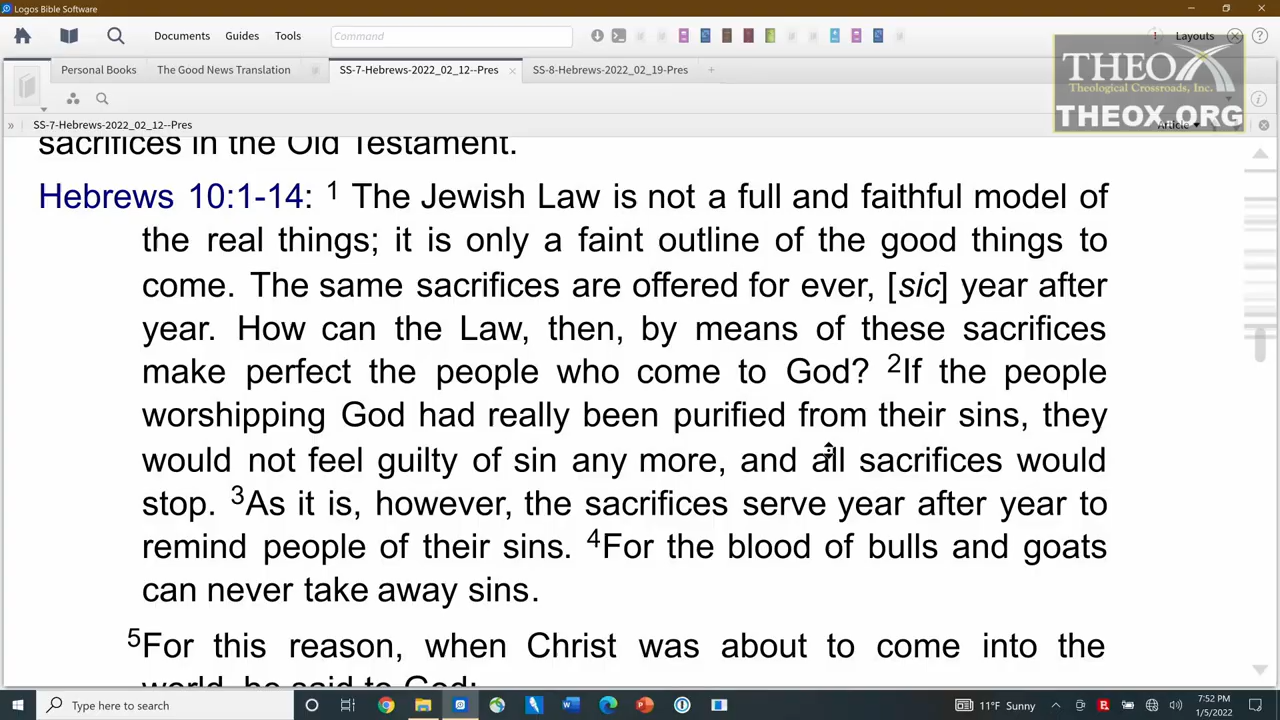 Logos Bible Software
Documents Guides Tools Command Layouts
THEOX
Theological Crossroads, Inc.
THEOX.ORG
Personal Books The Good News Translation SS-7-Hebrews-2022_02_12--Pres SS-8-Hebrews-2022_02_19-Pres
SS-7-Hebrews-2022_02_12--Pres Article
sacrifices in the Old Testament.
Hebrews 10:1-14: 1 The Jewish Law is not a full and faithful model of
the real things; it is only a faint outline of the good things to
come. The same sacrifices are offered for ever, [sic] year after
year. How can the Law, then, by means of these sacrifices
make perfect the people who come to God? 2If the people
worshipping God had really been purified from their sins, they
would not feel guilty of sin any more, and all sacrifices would
stop. 3As it is, however, the sacrifices serve year after year to
remind people of their sins. 4For the blood of bulls and goats
can never take away sins.
5For this reason, when Christ was about to come into the
world, he said to God:
Type here to search 11°F Sunny 7:52 PM
1/5/2022